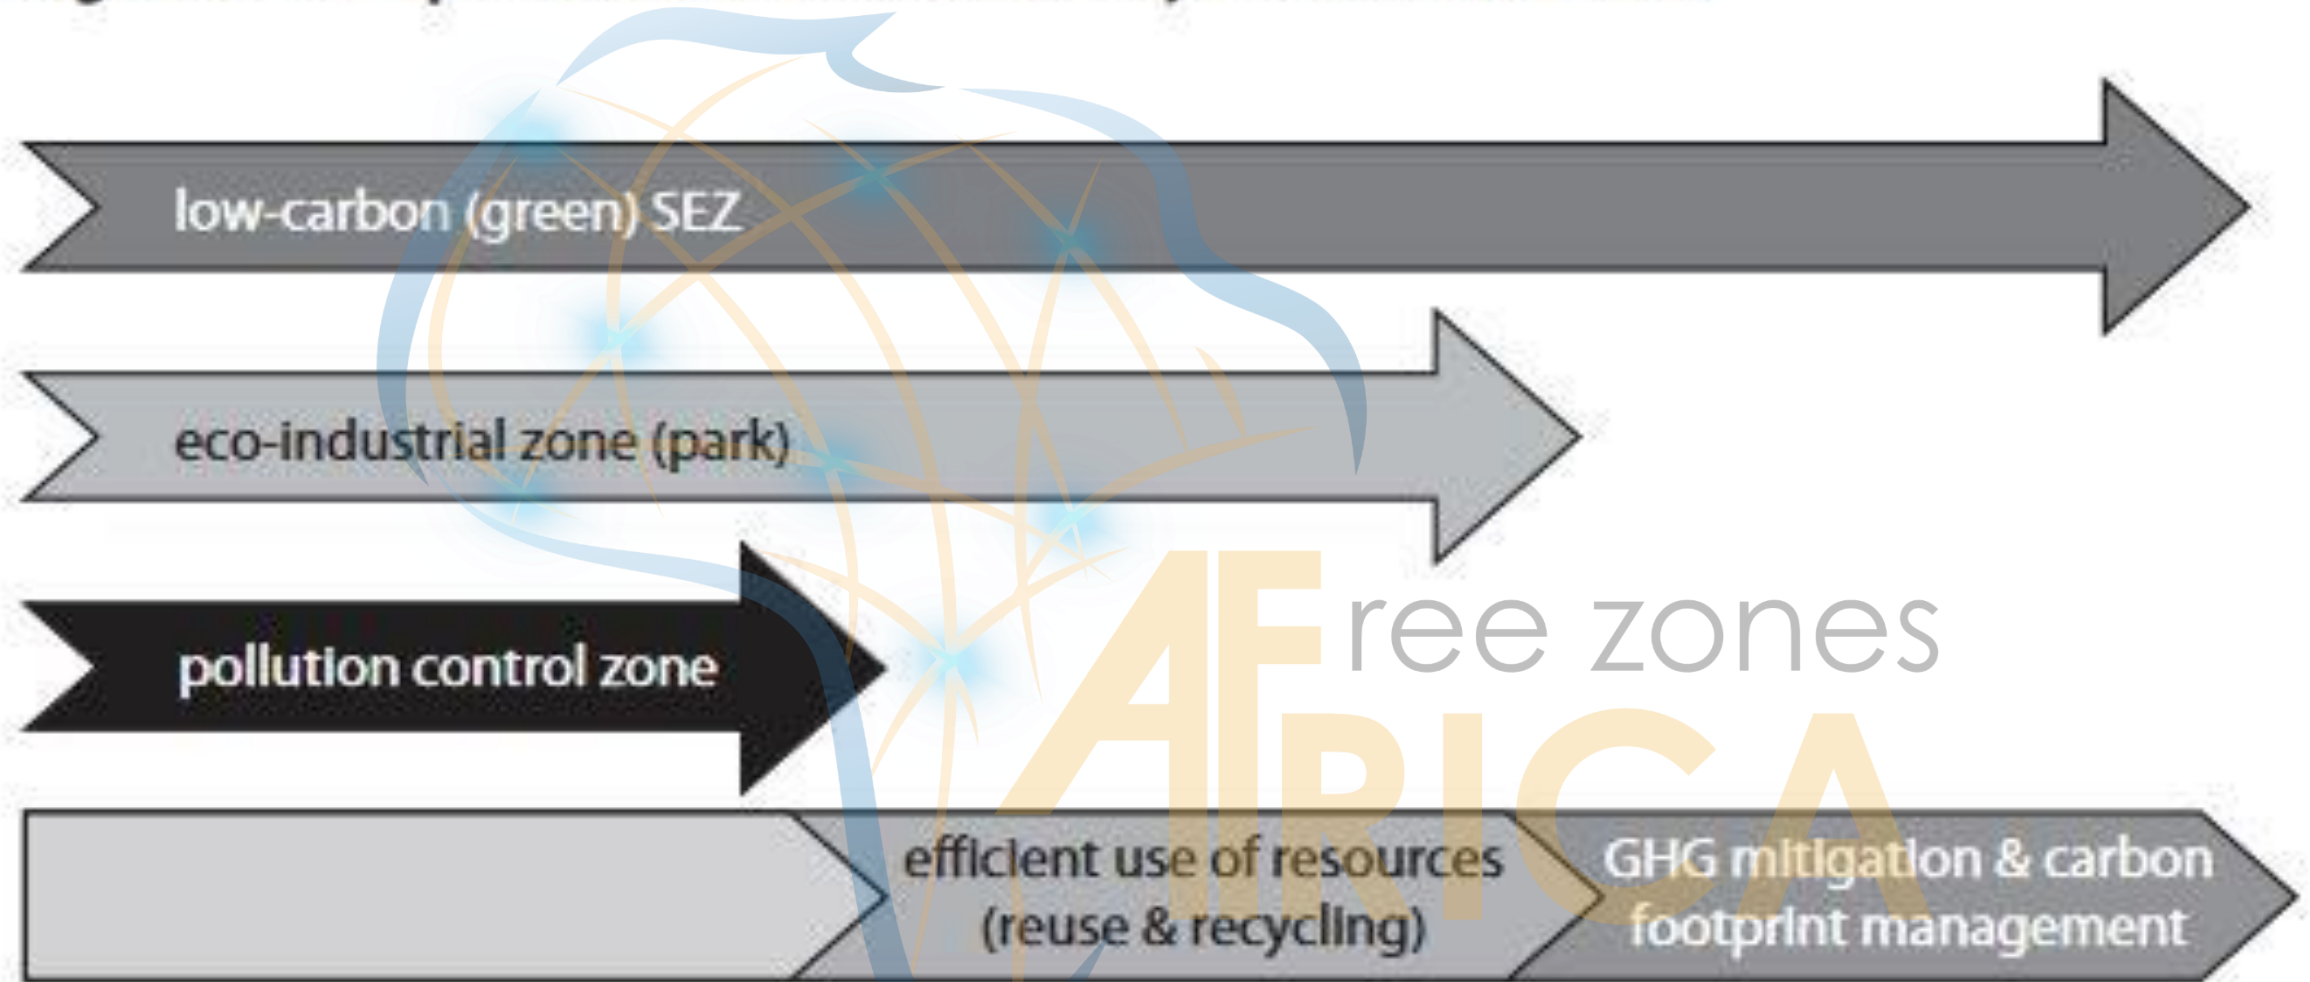 low-carbon (green) SEZ
eco-industrial zone (park)
pollution control zone
efficient use of resources
(reuse & recycling)
GHG mitigation & carbon
footprint management
AFree zones
AFRICA